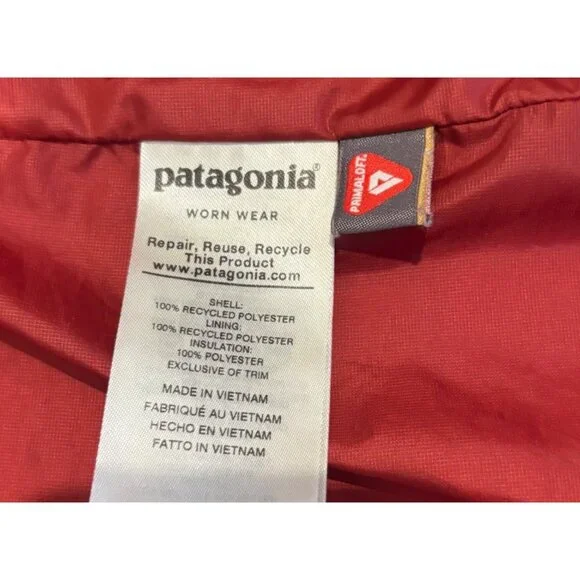 patagonia®
WORN WEAR
Repair, Reuse, Recycle
This Product
www.patagonia.com
SHELL:
100% RECYCLED POLYESTER
LINING:
100% RECYCLED POLYESTER
INSULATION:
100% POLYESTER
EXCLUSIVE OF TRIM
MADE IN VIETNAM
FABRIQUÉ AU VIETNAM
HECHO EN VIETNAM
FATTO IN VIETNAM
PRIMALOFT.